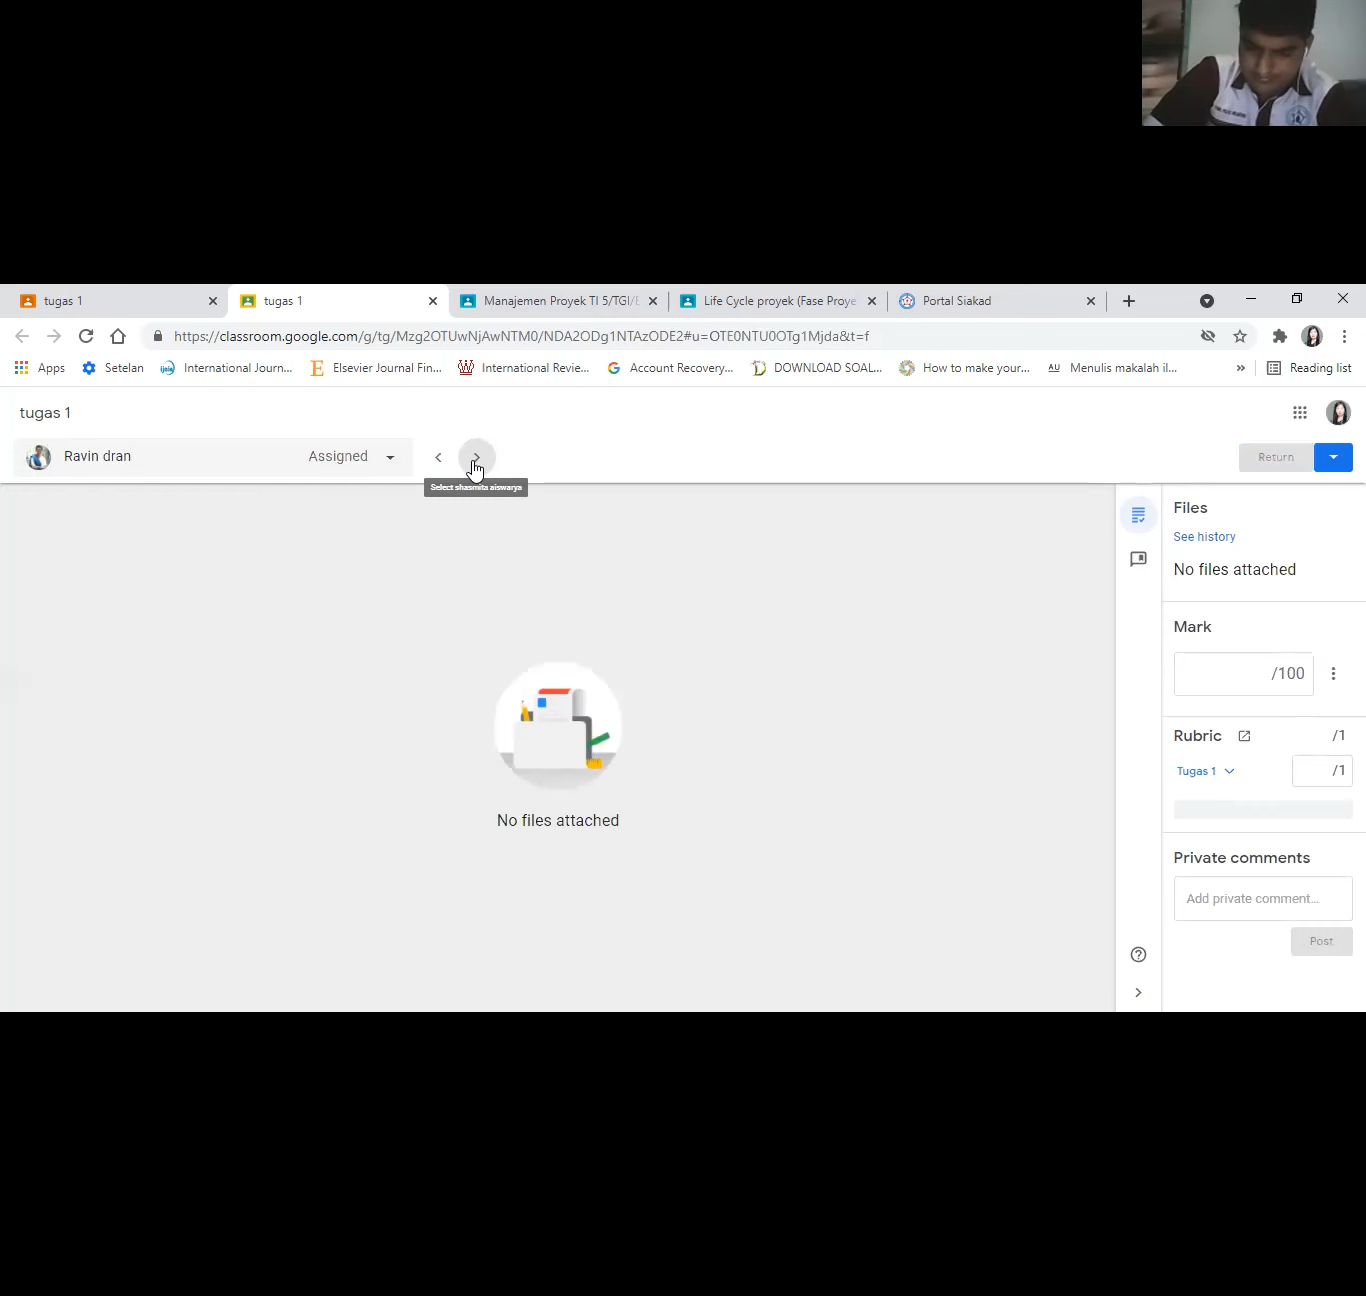 tugas 1
tugas 1
Manajemen Proyek TI 5/TGI/E
Life Cycle proyek (Fase Proye
Portal Siakad
https://classroom.google.com/g/tg/Mzg2OTUwNjAwNTM0/NDA2ODg1NTAzODE2#u=OTE0NTU0OTg1Mjda&t=f
Apps
Setelan
International Journ...
Elsevier Journal Fin...
International Revie...
Account Recovery...
DOWNLOAD SOAL...
How to make your...
Menulis makalah il...
Reading list
tugas 1
Ravin dran
Assigned
Return
Select shasmita aiswarya
Files
See history
No files attached
Mark
/100
Rubric
/1
Tugas 1
/1
No files attached
Private comments
Add private comment...
Post